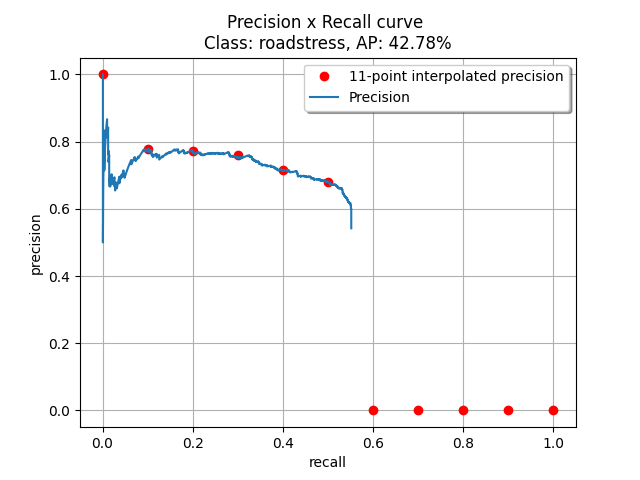 Precision x Recall curve
Class: roadstress, AP: 42.78%
11-point interpolated precision
Precision
1.0
0.8
0.6
0.4
0.2
0.0
precision
0.0 0.2 0.4 0.6 0.8 1.0
recall